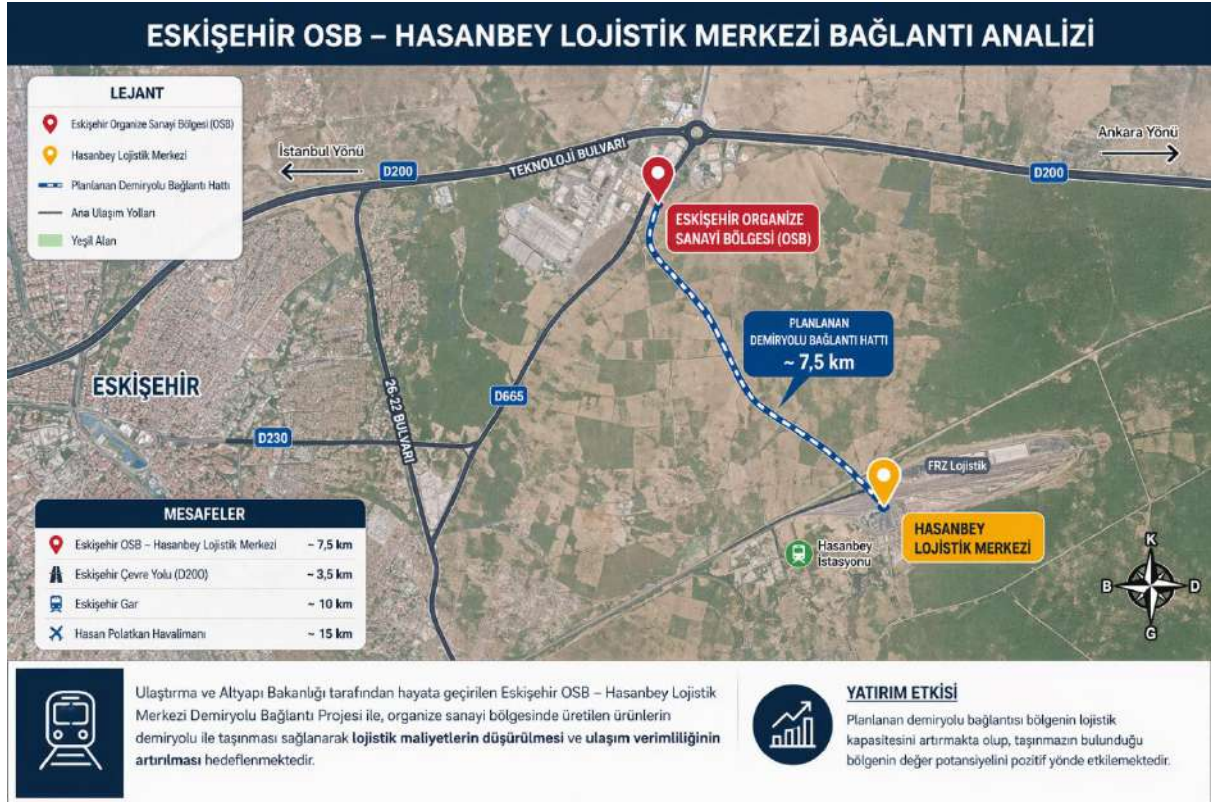 ESKİŞEHİR OSB – HASANBEY LOJİSTİK MERKEZİ BAĞLANTI ANALİZİ
LEJANT
Eskişehir Organize Sanayi Bölgesi (OSB)
Hasanbey Lojistik Merkezi
Planlanan Demiryolu Bağlantı Hattı
Ana Ulaşım Yolları
Yeşil Alan
İstanbul Yönü
D200
TEKNOLOJİ BULVARI
Ankara Yönü
D200
ESKİŞEHİR ORGANİZE
SANAYİ BÖLGESİ (OSB)
PLANLANAN
DEMİRYOLU BAĞLANTI HATTI
~ 7,5 km
ESKİŞEHİR
D665
26-22 BULVARI
D230
FRZ Lojistik
HASANBEY
LOJİSTİK MERKEZİ
Hasanbey
İstasyonu
K
B
D
G
MESAFELER
Eskişehir OSB – Hasanbey Lojistik Merkezi ~ 7,5 km
Eskişehir Çevre Yolu (D200) ~ 3,5 km
Eskişehir Gar ~ 10 km
Hasan Polatkan Havalimanı ~ 15 km
Ulaştırma ve Altyapı Bakanlığı tarafından hayata geçirilen Eskişehir OSB – Hasanbey Lojistik
Merkezi Demiryolu Bağlantı Projesi ile, organize sanayi bölgesinde üretilen ürünlerin
demiryolu ile taşınması sağlanarak lojistik maliyetlerin düşürülmesi ve ulaşım verimliliğinin
artırılması hedeflenmektedir.
YATIRIM ETKİSİ
Planlanan demiryolu bağlantısı bölgenin lojistik
kapasitesini artırmakta olup, taşınmazın bulunduğu
bölgenin değer potansiyelini pozitif yönde etkilemektedir.